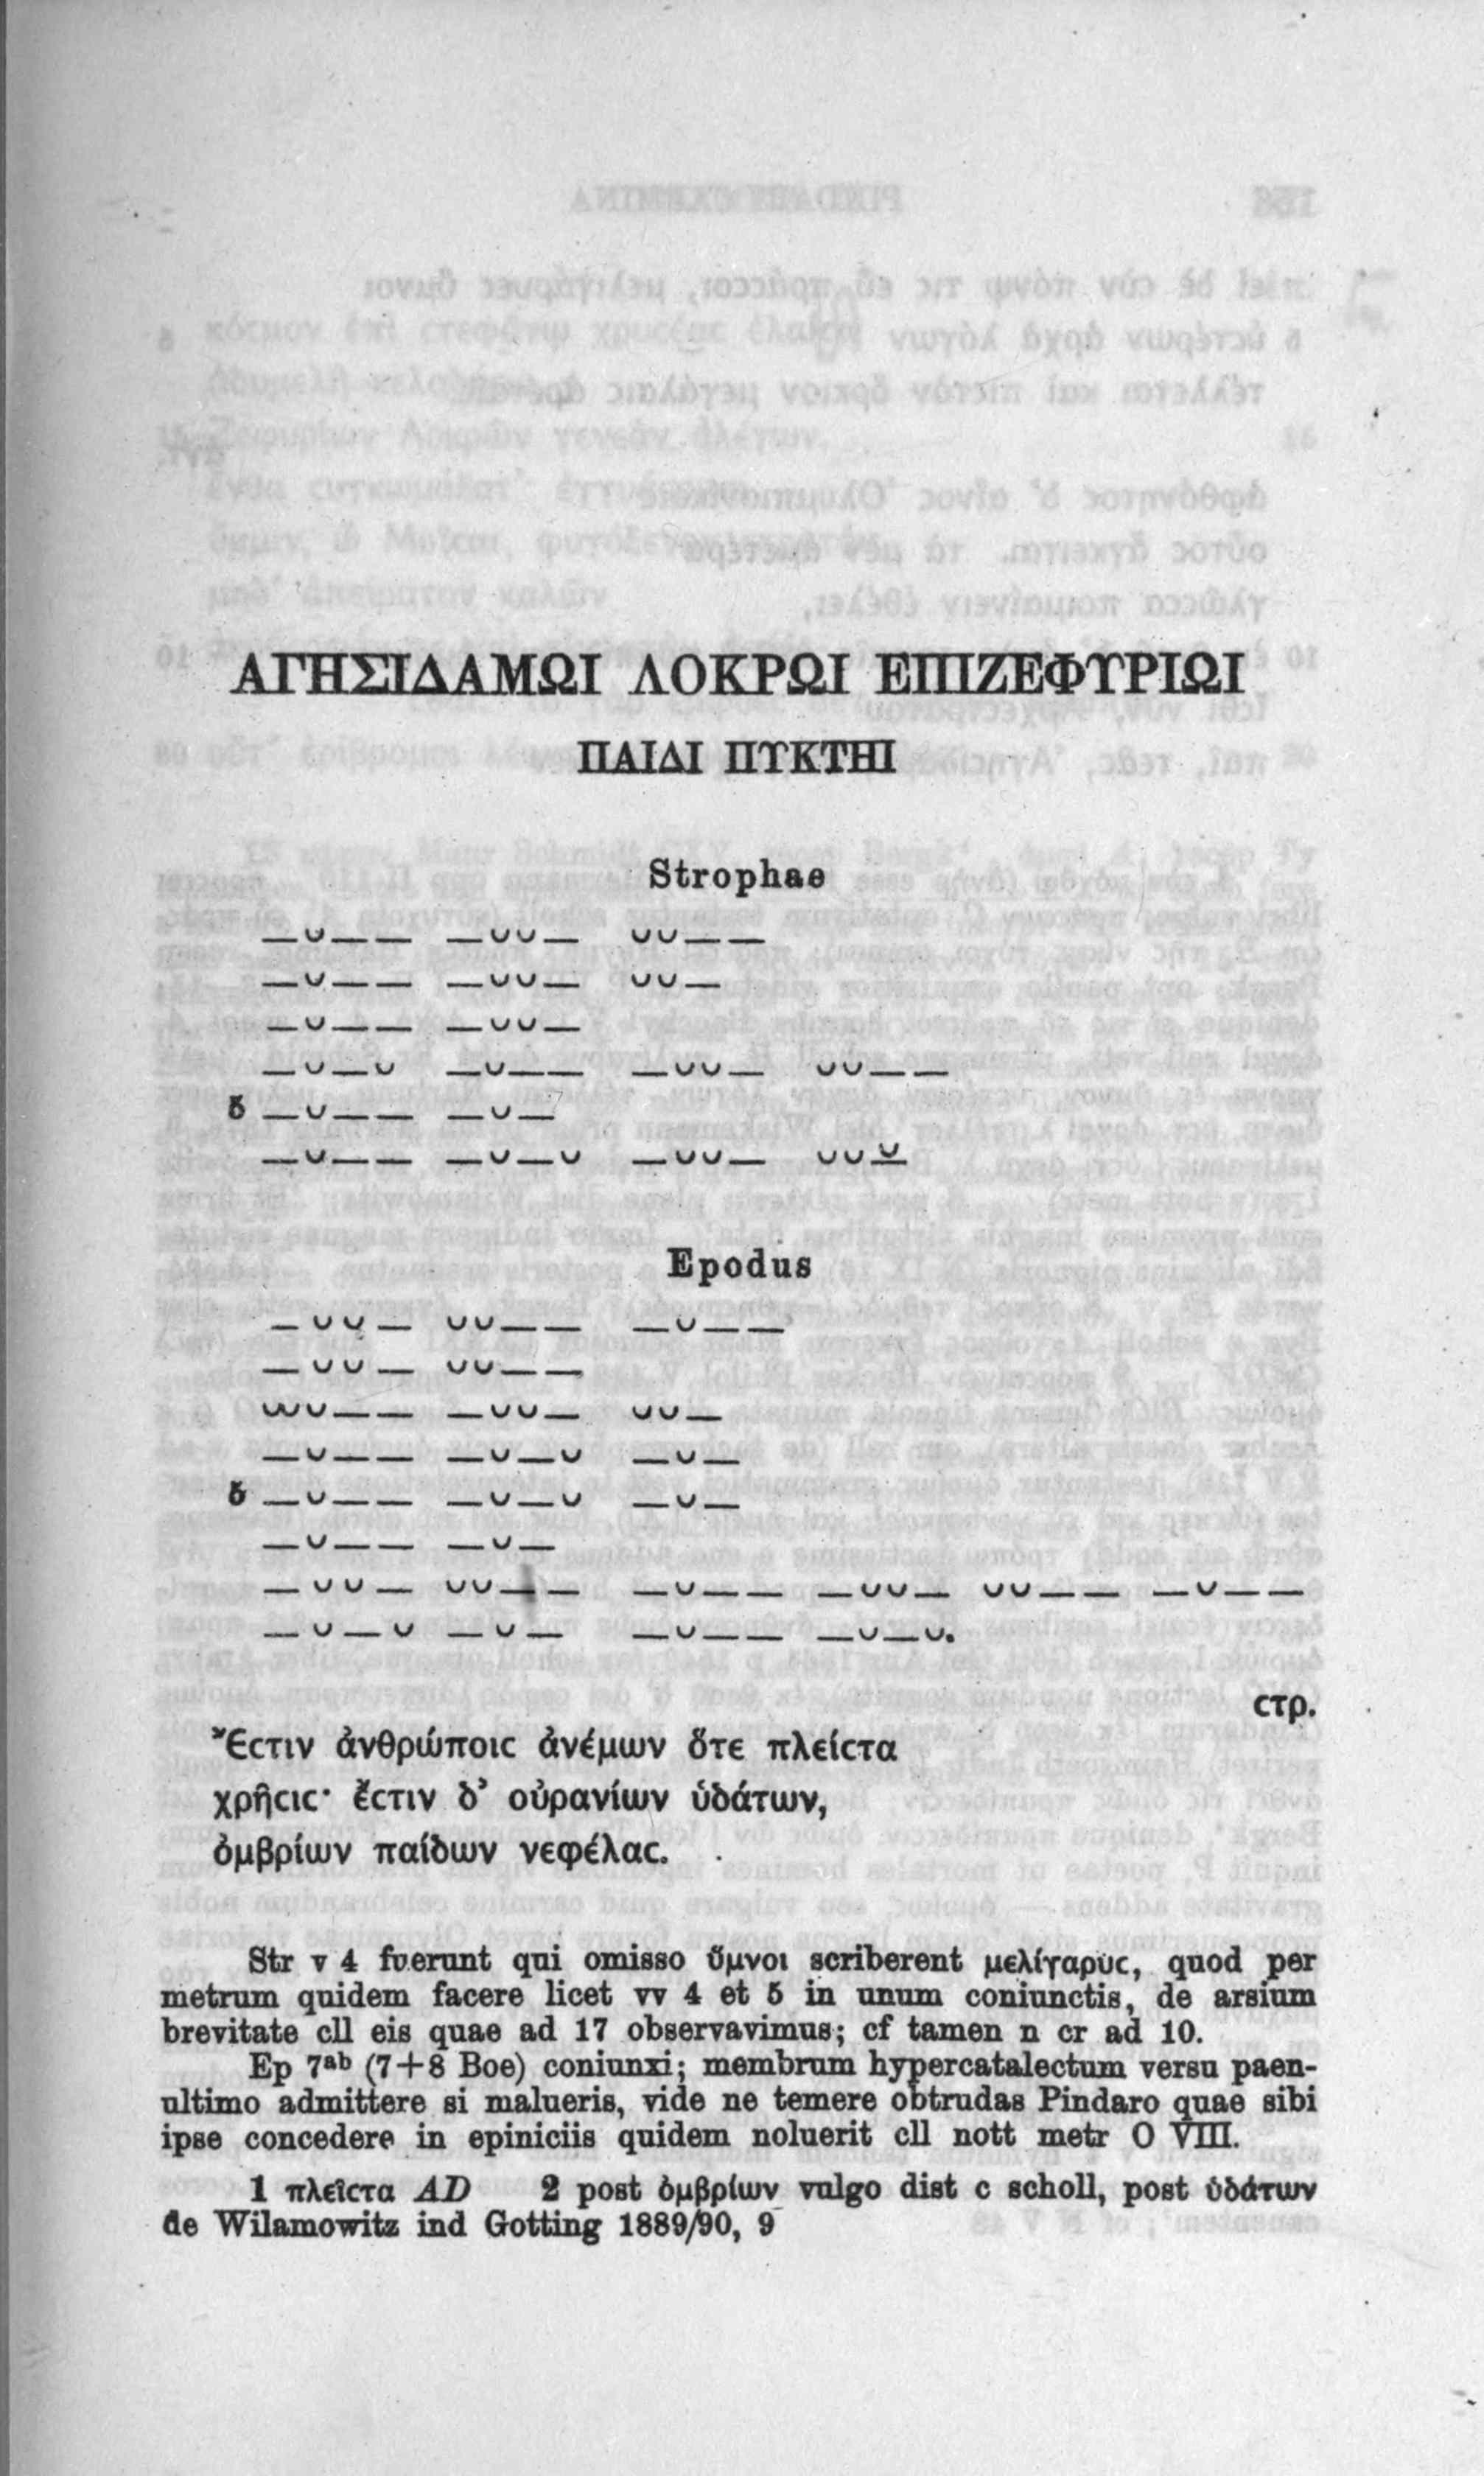 ΑΓΗΣΙΔΑΜΩΙ ΛΟΚΡΩΙ ΕΠΙΖΕΦΥΡΙΩΙ
ΠΑΙΔΙ ΠΥΚΤΗΙ
Strophae
–⏑–– –⏑⏑– ⏑⏑––
–⏑–– –⏑⏑– ⏑⏑–
–⏑–– –⏑⏑–
–⏑–⏑ –⏑–– –⏑⏑– ⏑⏑––
5 –⏑–– –⏑–
–⏑–– –⏑–⏑ –⏑⏑– ⏑⏑⏓
Epodus
–⏑⏑– ⏑⏑–– –⏑––
–⏑⏑– ⏑⏑––
⏑⏑⏑–– –⏑⏑– ⏑⏑–
–⏑–– –⏑–⏑ –⏑–
5 –⏑–– –⏑–⏑ –⏑–
–⏑–– –⏑–
–⏑⏑– ⏑⏑–– –⏑–– –⏑⏑– ⏑⏑–– –⏑––
–⏑–⏑ –⏑– –⏑–– –⏑–⏑.
ϲτρ.
Ἔϲτιν ἀνθρώποιϲ ἀνέμων ὅτε πλείϲτα
χρῆϲιϲ· ἔϲτιν δ’ οὐρανίων ὑδάτων,
ὀμβρίων παίδων νεφέλαϲ.
Str v 4 fuerunt qui omisso ὕμνοι scriberent μελίγαρυϲ, quod per
metrum quidem facere licet vv 4 et 5 in unum coniunctis, de arsium
brevitate cll eis quae ad 17 observavimus; cf tamen n cr ad 10.
Ep 7ᵃᵇ (7+8 Boe) coniunxi; membrum hypercatalectum versu paen-
ultimo admittere si malueris, vide ne temere obtrudas Pindaro quae sibi
ipse concedere in epiniciis quidem noluerit cll nott metr O VIII.
1 πλεῖϲτα AD 2 post ὀμβρίων vulgo dist c scholl, post ὑδάτων
de Wilamowitz ind Gotting 1889/90, 9